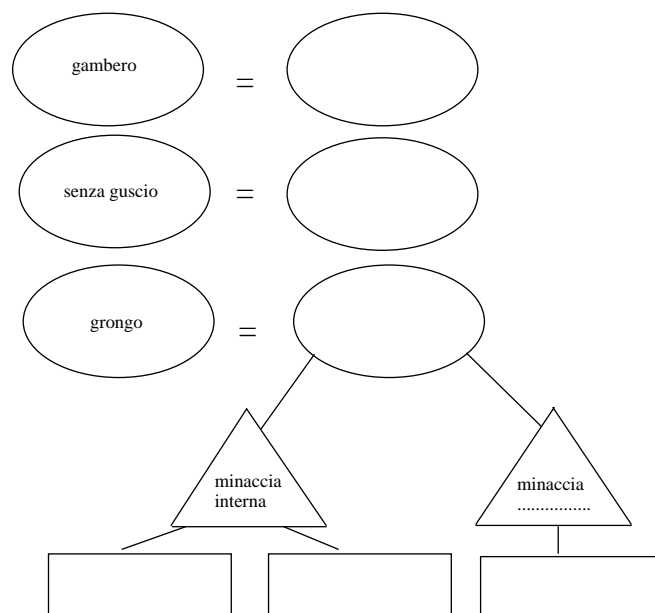 gambero
=
senza guscio
=
grongo
=
minaccia
interna
minaccia
.................